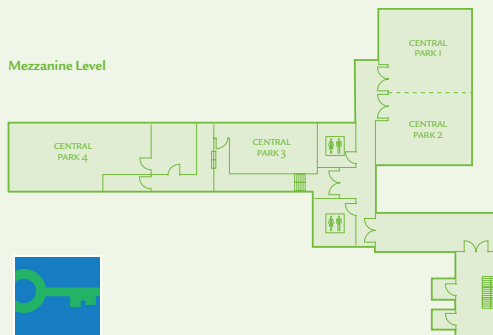 CENTRAL
PARK 1
Mezzanine Level
CENTRAL
PARK 2
CENTRAL
PARK 4
CENTRAL
PARK 3